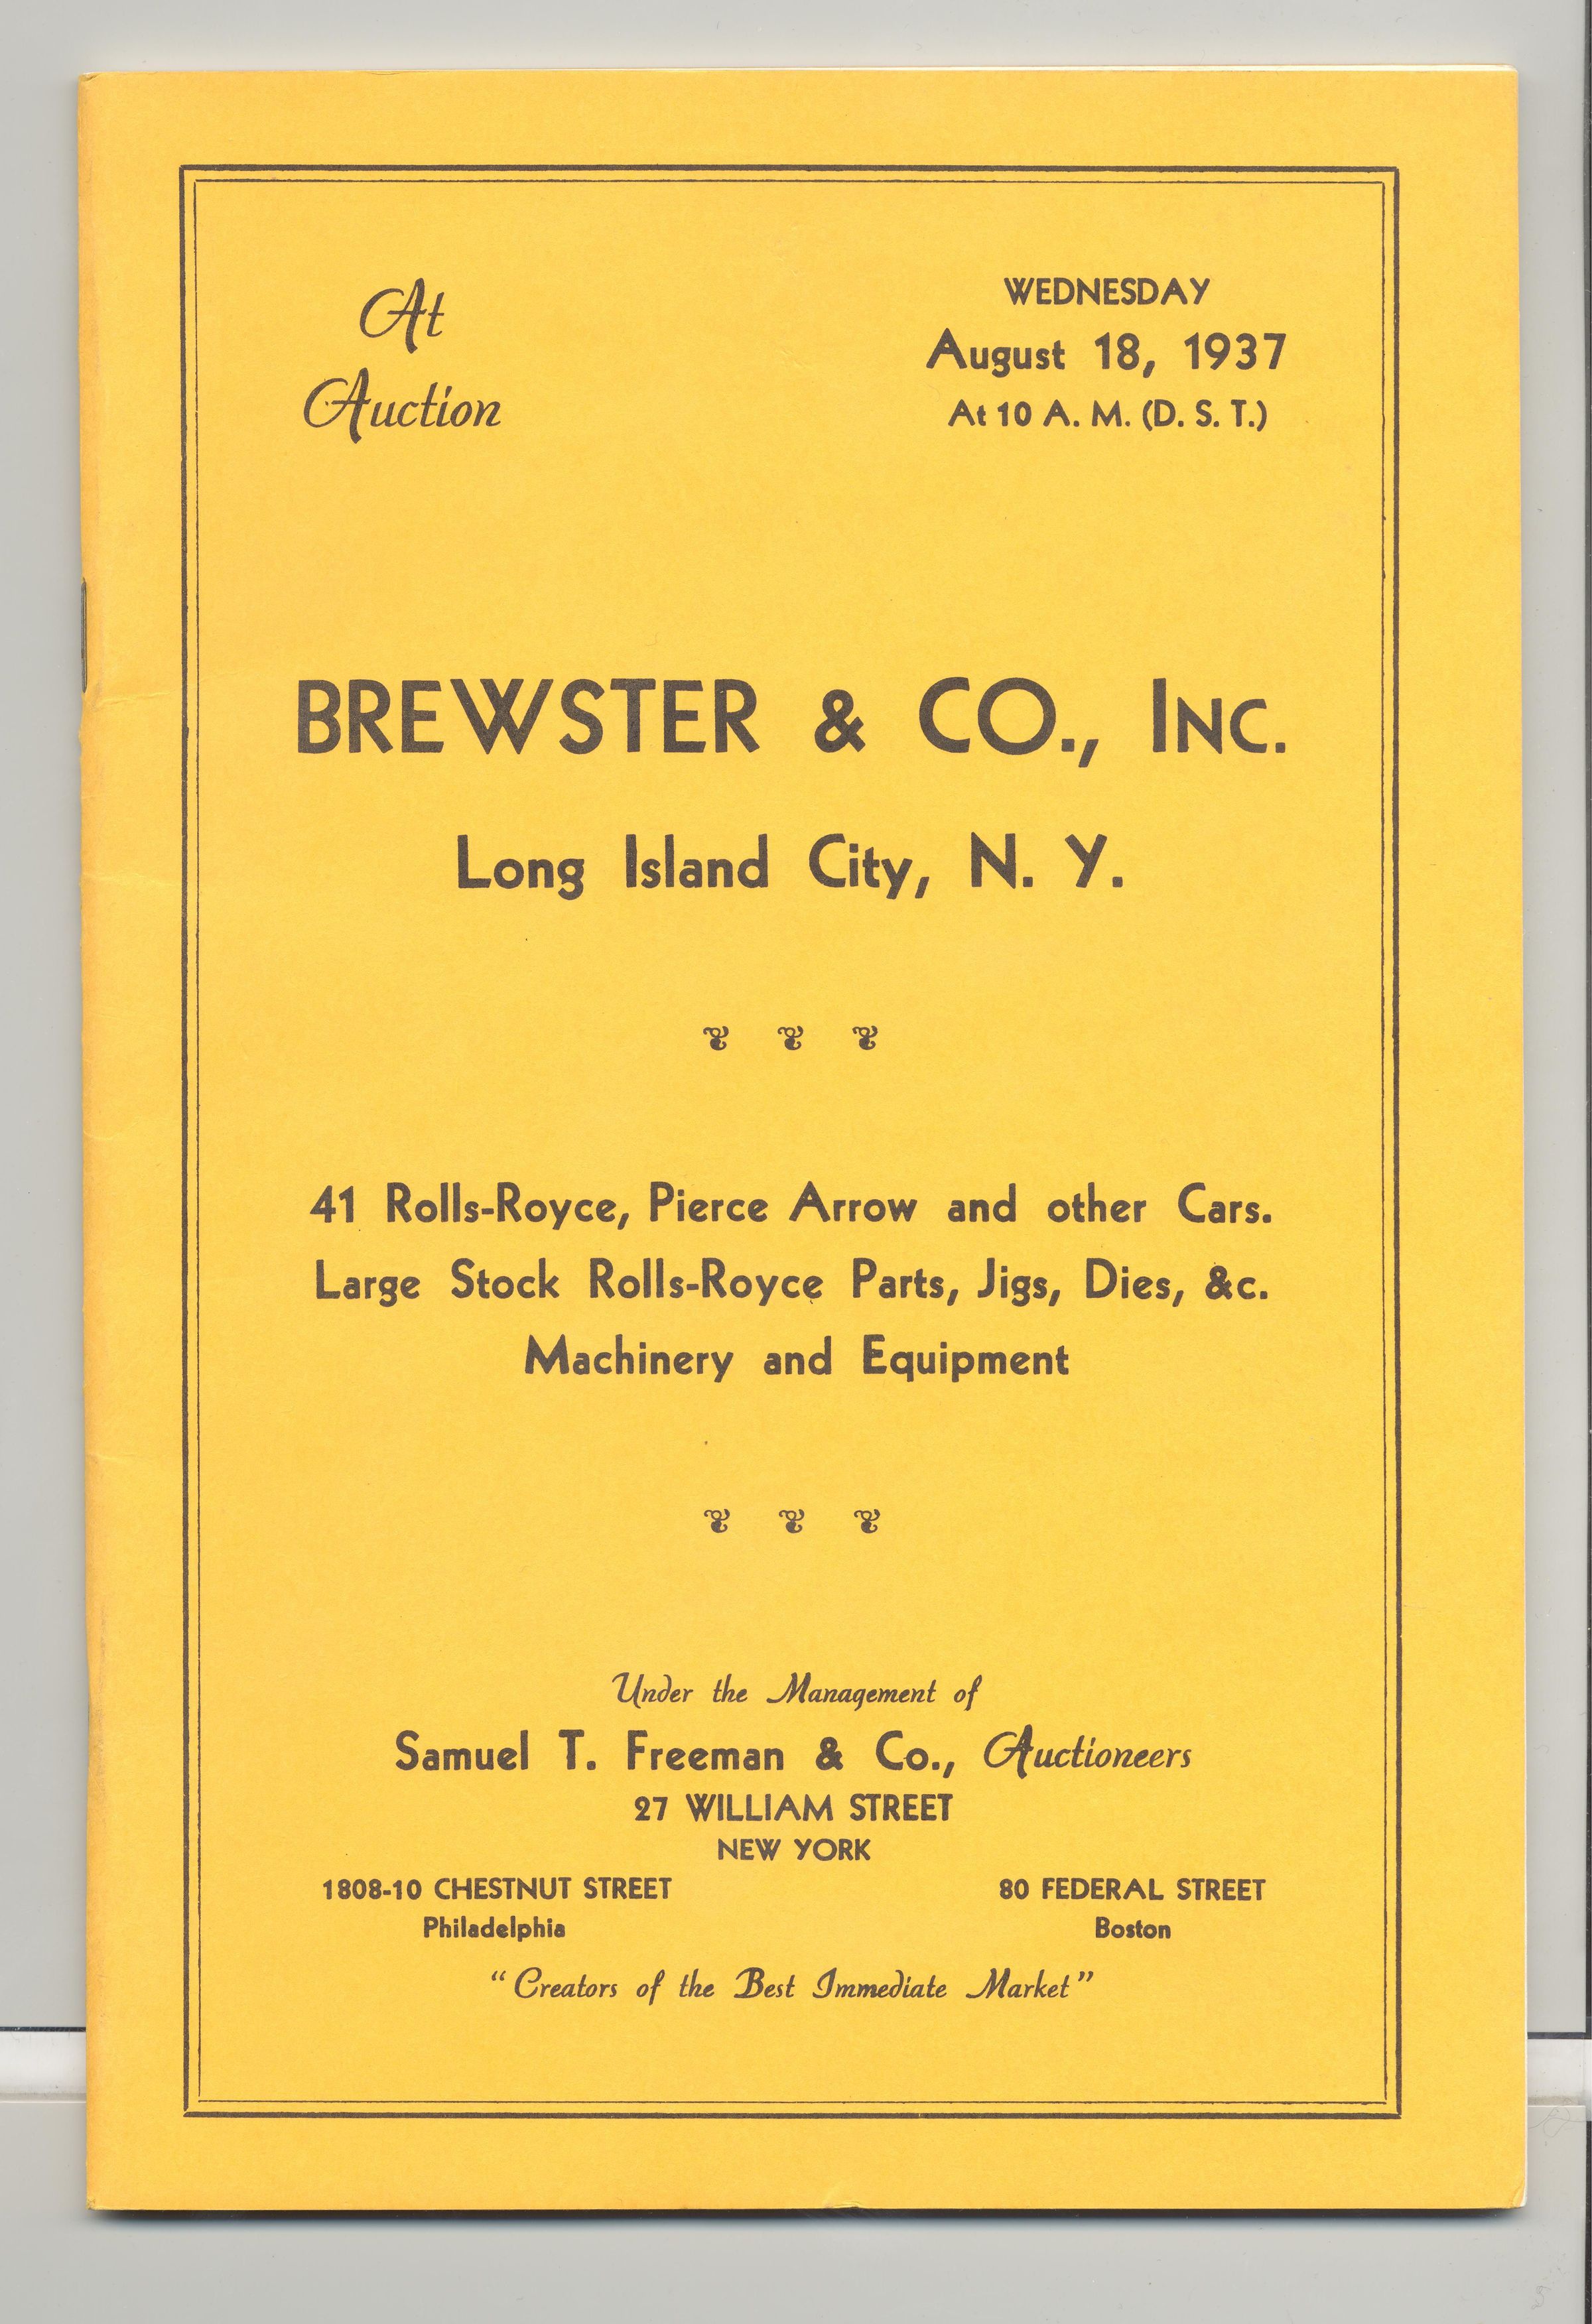 At
Auction
WEDNESDAY
August 18, 1937
At 10 A. M. (D. S. T.)
BREWSTER & CO., INC.
Long Island City, N. Y.
41 Rolls-Royce, Pierce Arrow and other Cars.
Large Stock Rolls-Royce Parts, Jigs, Dies, &c.
Machinery and Equipment
Under the Management of
Samuel T. Freeman & Co., Auctioneers
27 WILLIAM STREET
NEW YORK
1808-10 CHESTNUT STREET
Philadelphia
80 FEDERAL STREET
Boston
“Creators of the Best Immediate Market”